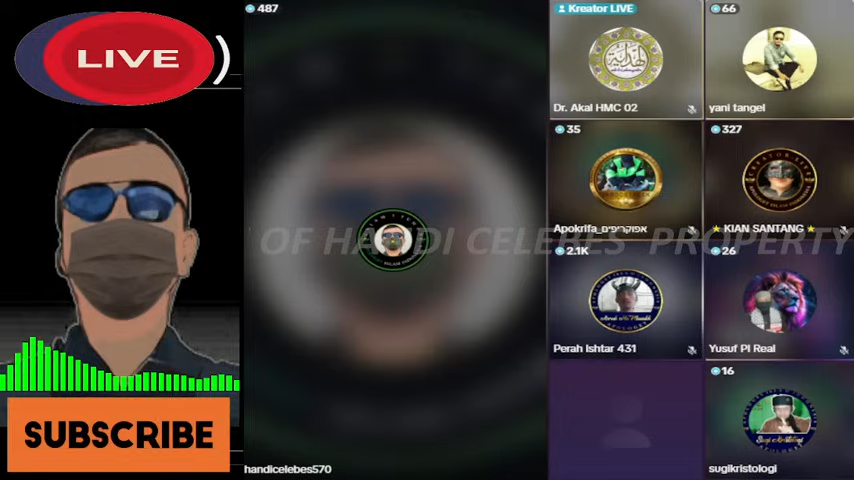 LIVE
SUBSCRIBE
487
OF HANDI CELEBES PROPERTY
handicelebes570
Kreator LIVE
الهداية
Dr. Akal HMC 02
66
yani tangel
35
Apokrifa_אפוקריפים
327
KIAN SANTANG
2.1K
Perah Ishtar 431
26
Yusuf PI Real
16
sugikristologi